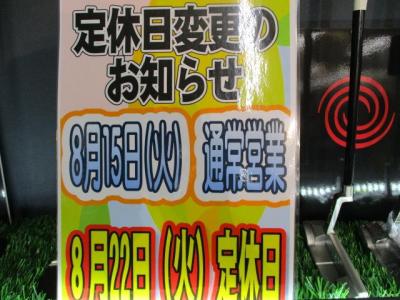 定休日変更の
お知らせ
8月15日(火) 通常営業
8月22日(火)定休日